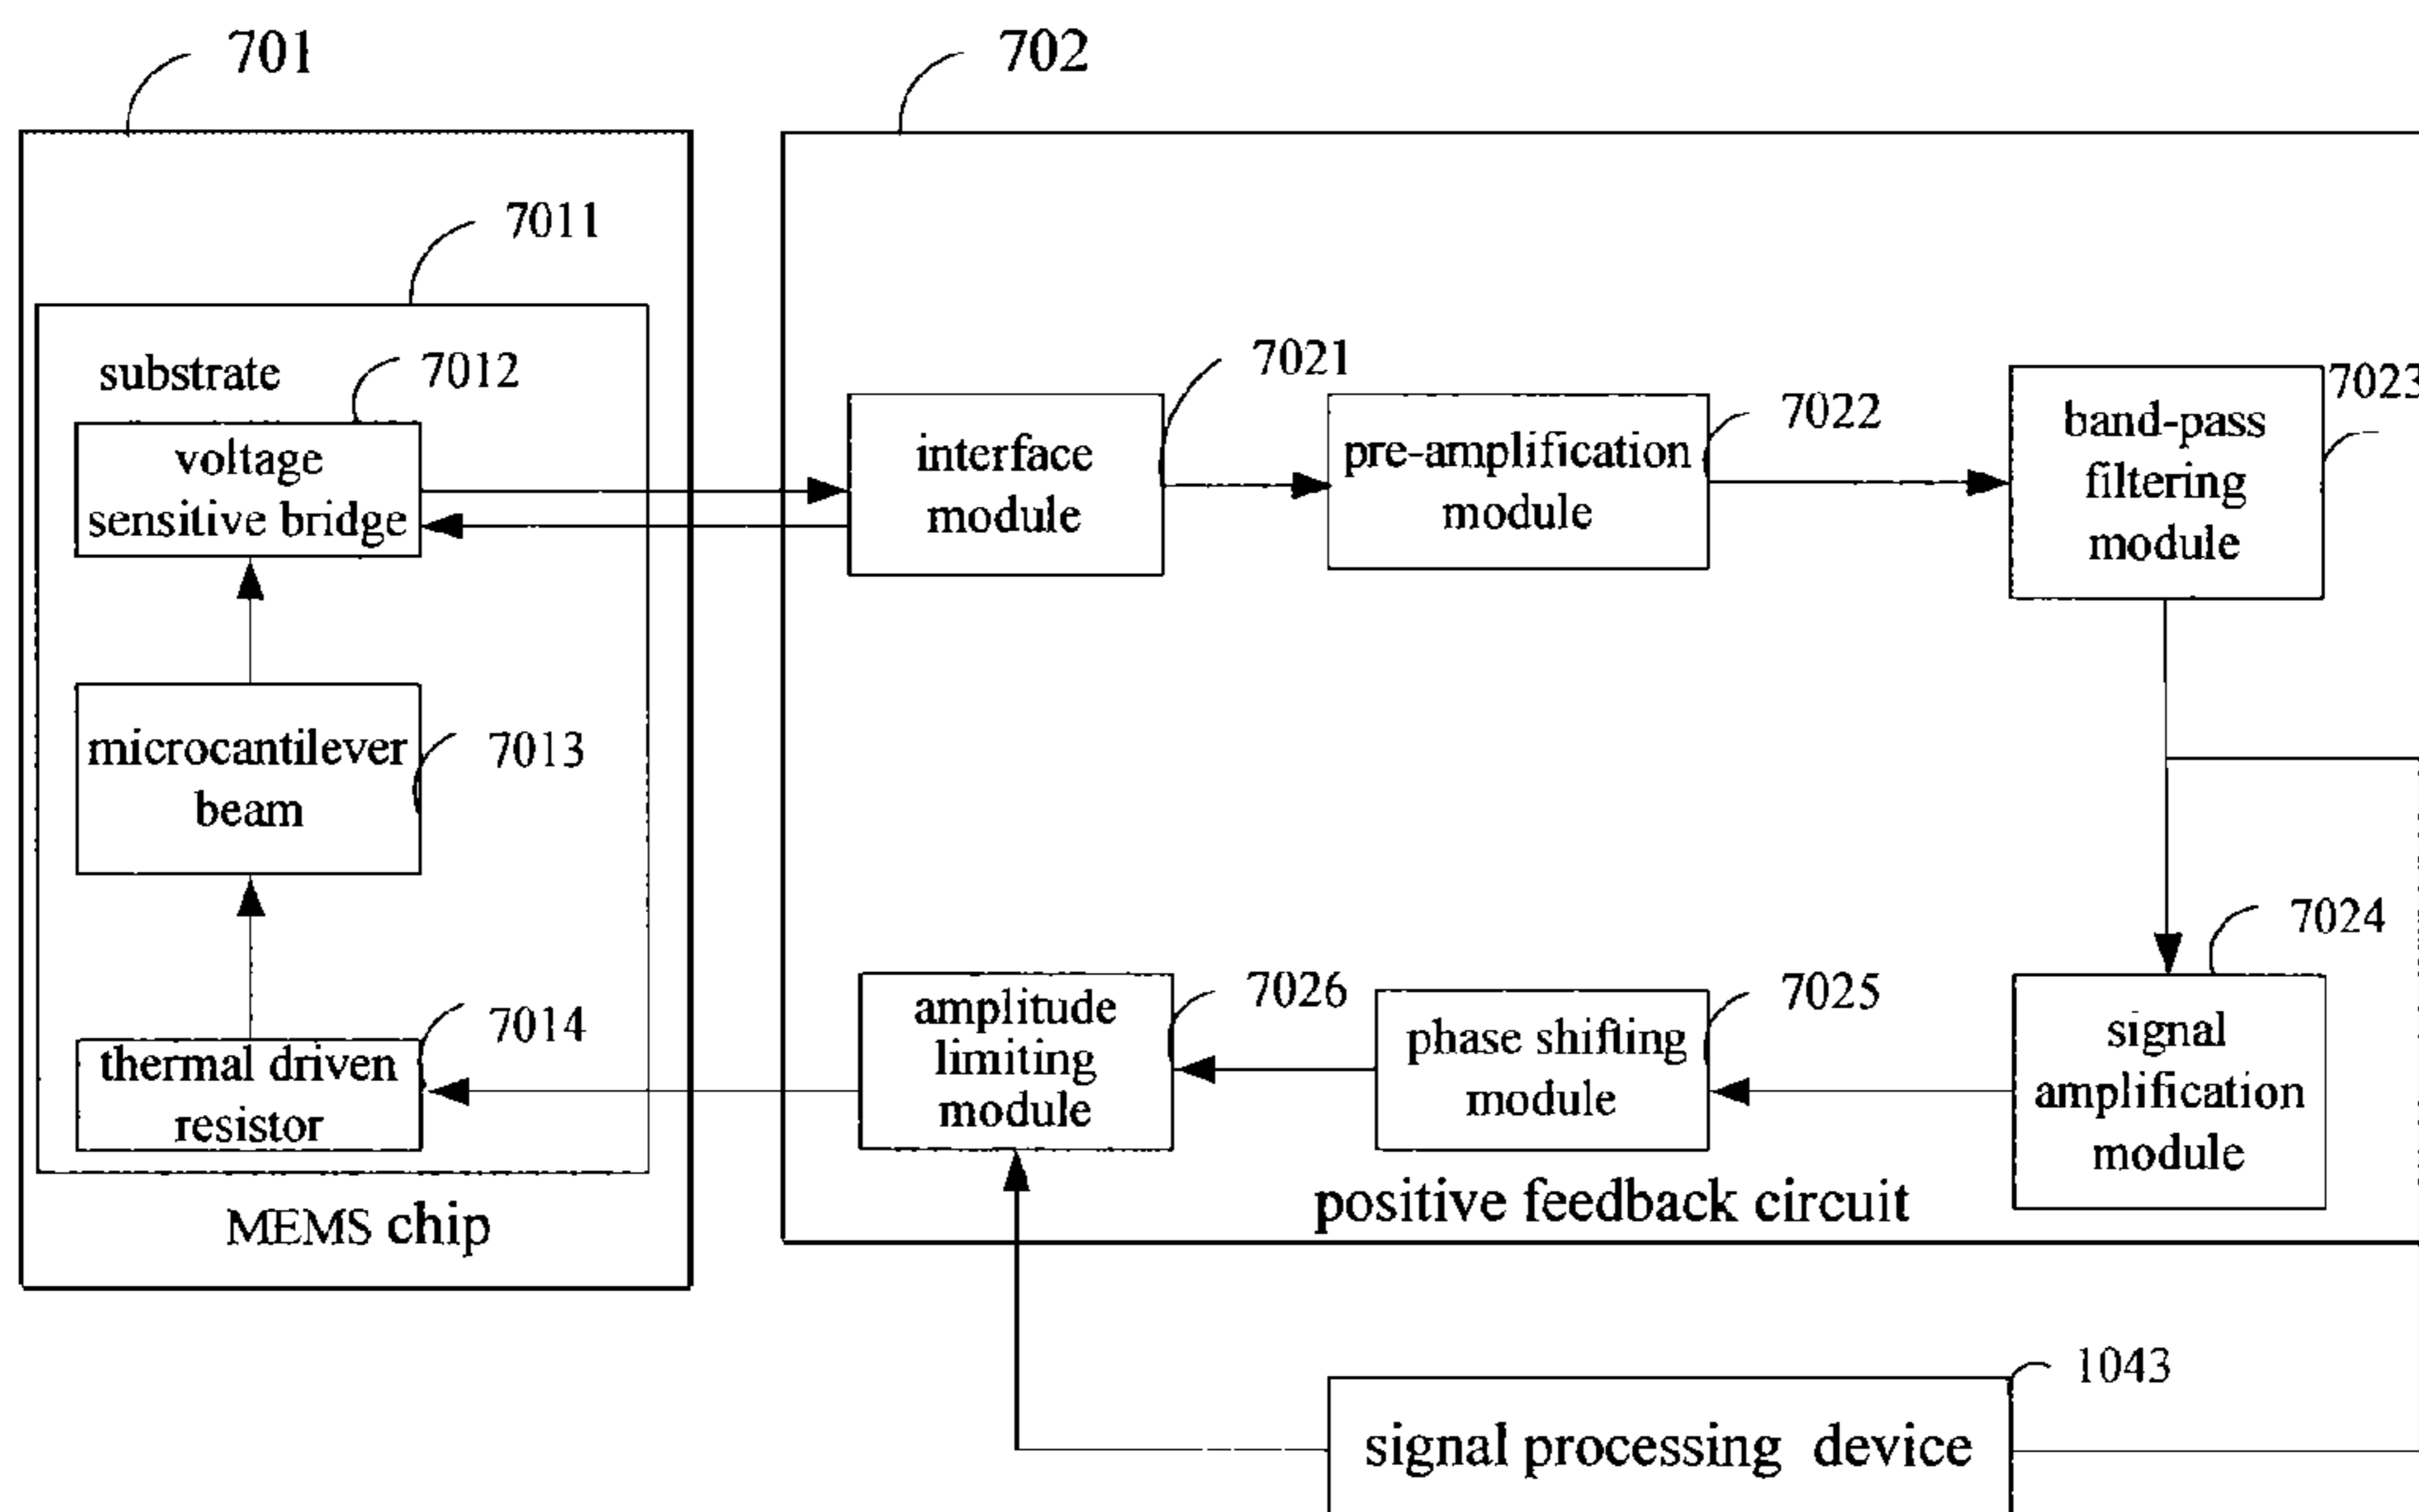 701
702
7011
substrate
7012
voltage
sensitive bridge
microcantilever
beam
7013
7014
thermal driven
resistor
MEMS chip
interface
module
7021
pre-amplification
module
7022
band-pass
filtering
module
7023
7024
signal
amplification
module
7025
phase shifting
module
7026
amplitude
limiting
module
positive feedback circuit
1043
signal processing device